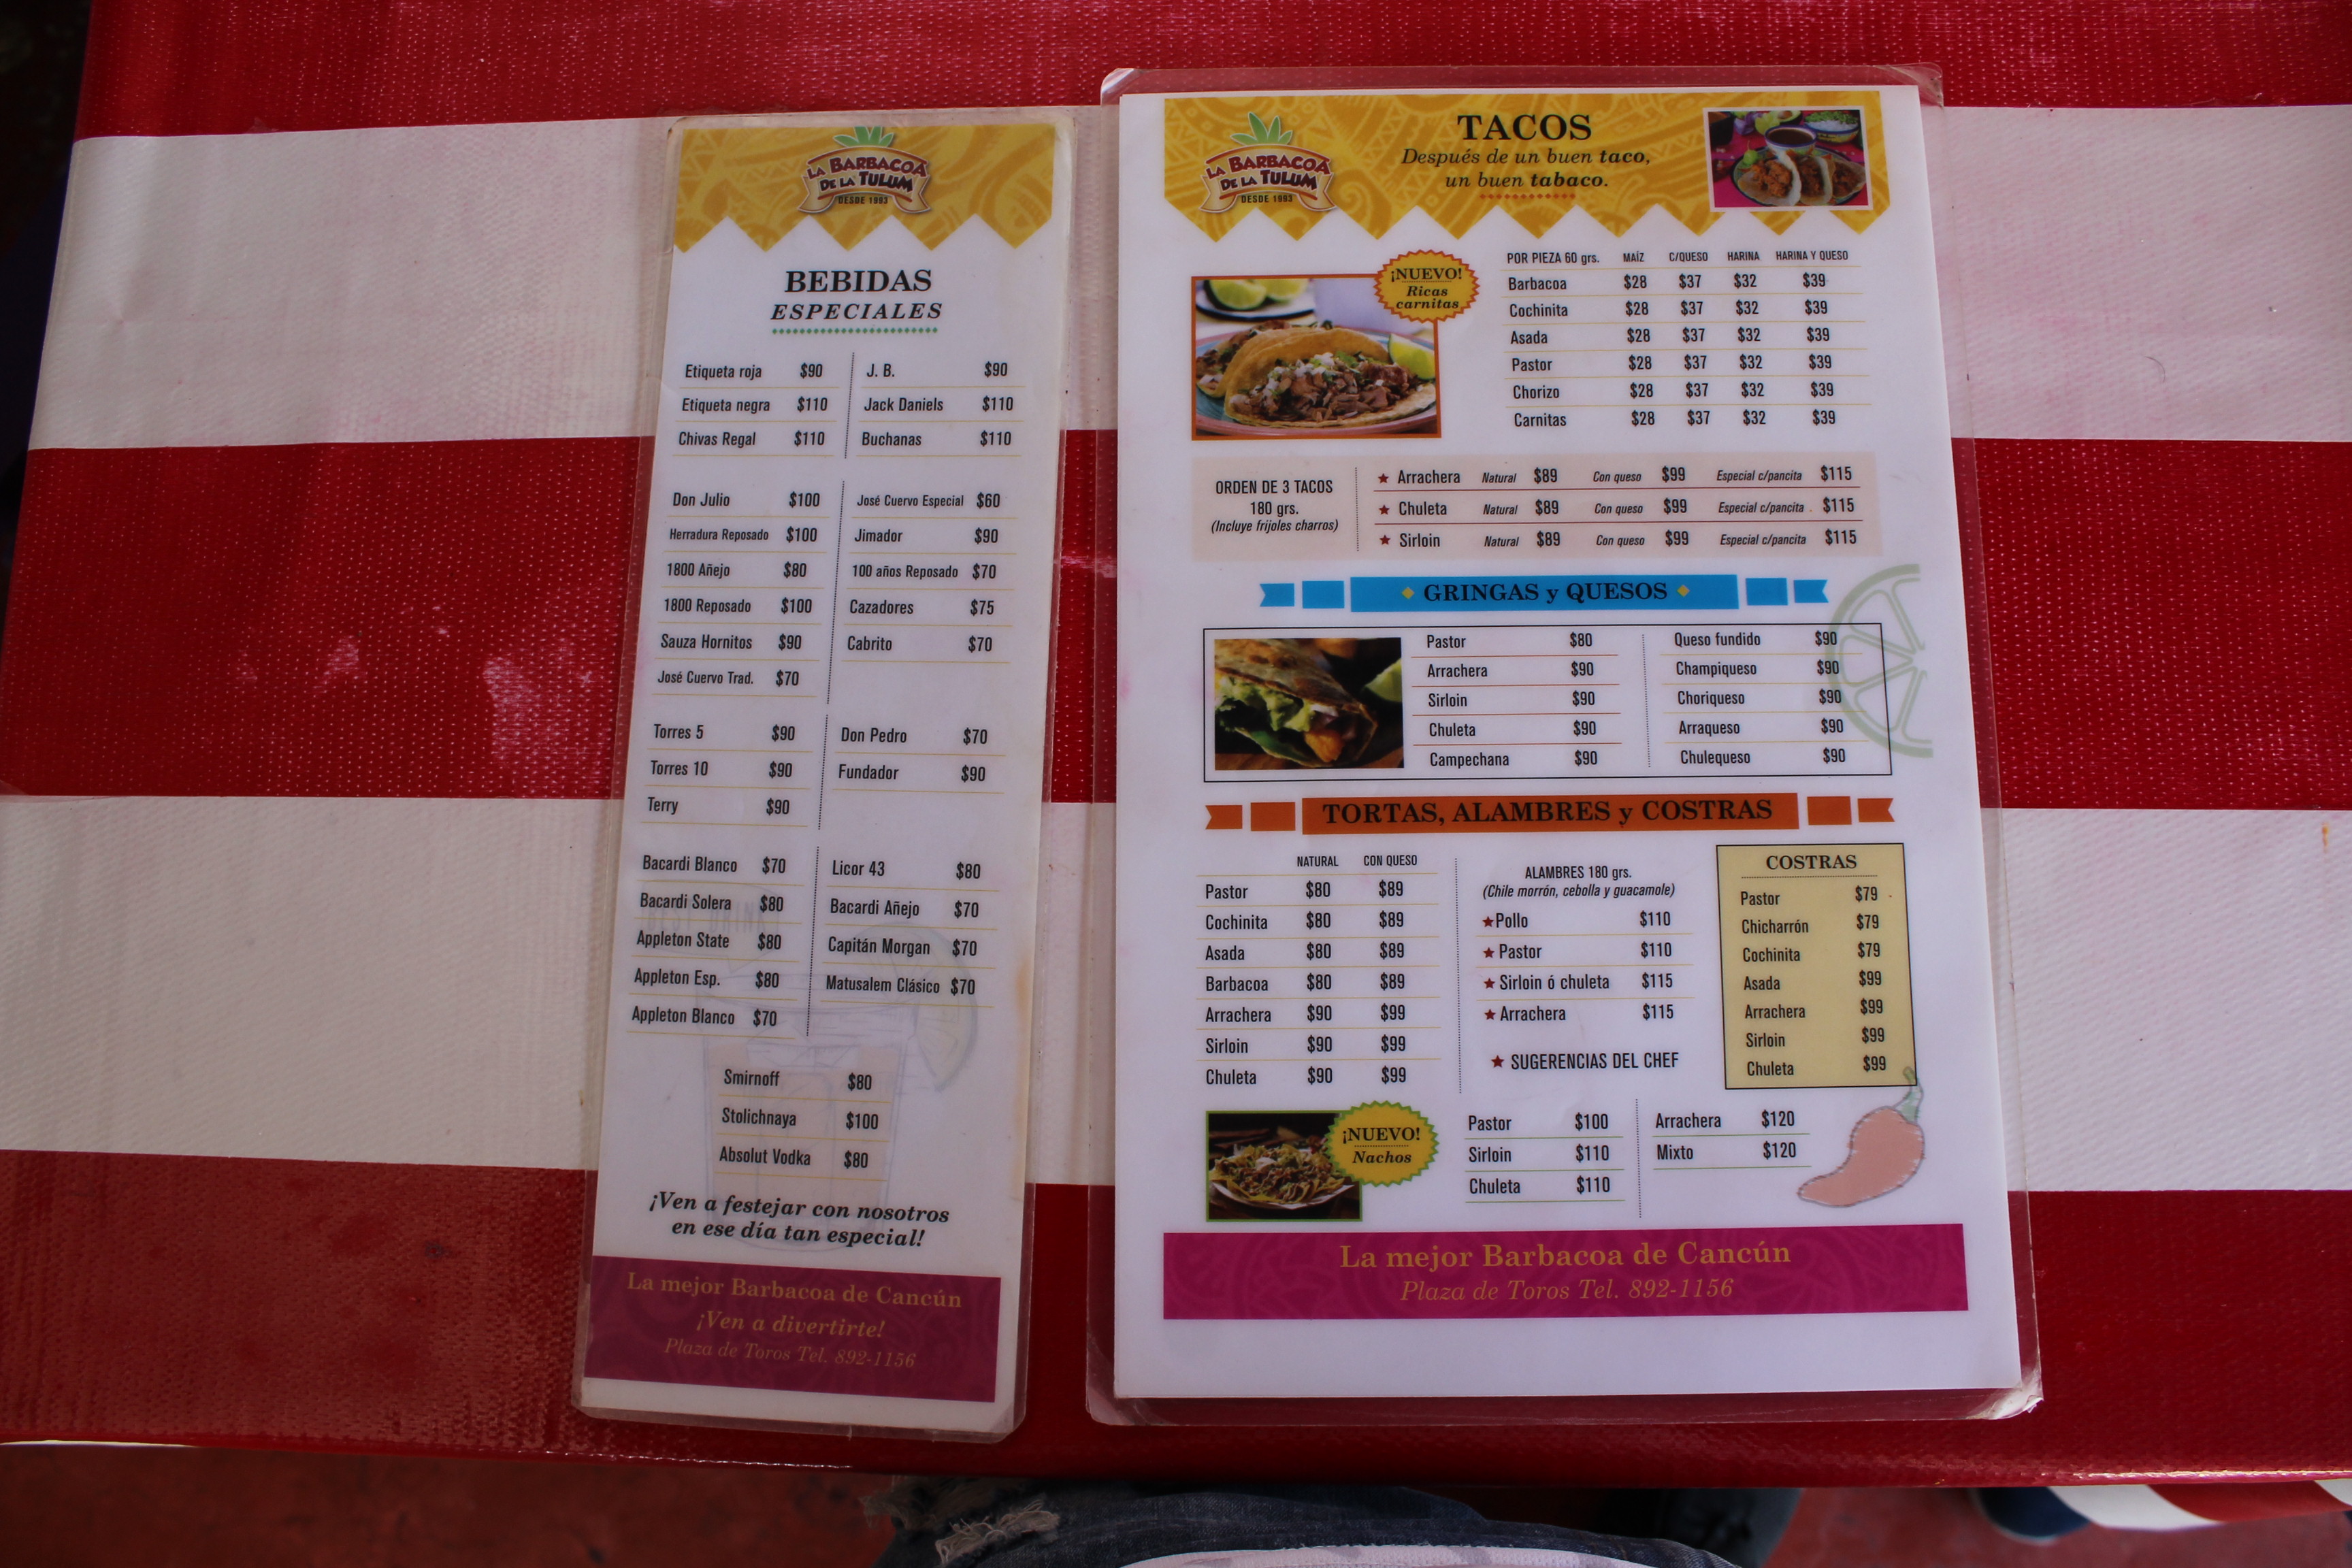 LA BARBACOA
DE LA TULUM
DESDE 1993
BEBIDAS
ESPECIALES
Etiqueta roja $90
Etiqueta negra $110
Chivas Regal $110
J. B. $90
Jack Daniels $110
Buchanas $110
Don Julio $100
Herradura Reposado $100
1800 Añejo $80
1800 Reposado $100
Sauza Hornitos $90
José Cuervo Trad. $70
José Cuervo Especial $60
Jimador $90
100 años Reposado $70
Cazadores $75
Cabrito $70
Torres 5 $90
Torres 10 $90
Terry $90
Don Pedro $70
Fundador $90
Bacardi Blanco $70
Bacardi Solera $80
Appleton State $80
Appleton Esp. $80
Appleton Blanco $70
Licor 43 $80
Bacardi Añejo $70
Capitán Morgan $70
Matusalem Clásico $70
Smirnoff $80
Stolichnaya $100
Absolut Vodka $80
¡Ven a festejar con nosotros
en ese día tan especial!
La mejor Barbacoa de Cancún
¡Ven a divertirte!
Plaza de Toros Tel. 892-1156
LA BARBACOA
DE LA TULUM
DESDE 1993
TACOS
Después de un buen taco,
un buen tabaco.
¡NUEVO!
Ricas
carnitas
POR PIEZA 60 grs. MAÍZ C/QUESO HARINA HARINA Y QUESO
Barbacoa $28 $37 $32 $39
Cochinita $28 $37 $32 $39
Asada $28 $37 $32 $39
Pastor $28 $37 $32 $39
Chorizo $28 $37 $32 $39
Carnitas $28 $37 $32 $39
ORDEN DE 3 TACOS
180 grs.
(Incluye frijoles charros)
★ Arrachera Natural $89 Con queso $99 Especial c/pancita $115
★ Chuleta Natural $89 Con queso $99 Especial c/pancita $115
★ Sirloin Natural $89 Con queso $99 Especial c/pancita $115
GRINGAS y QUESOS
Pastor $80
Arrachera $90
Sirloin $90
Chuleta $90
Campechana $90
Queso fundido $90
Champiqueso $90
Choriqueso $90
Arraqueso $90
Chulequeso $90
TORTAS, ALAMBRES y COSTRAS
NATURAL CON QUESO
Pastor $80 $89
Cochinita $80 $89
Asada $80 $89
Barbacoa $80 $89
Arrachera $90 $99
Sirloin $90 $99
Chuleta $90 $99
ALAMBRES 180 grs.
(Chile morrón, cebolla y guacamole)
★ Pollo $110
★ Pastor $110
★ Sirloin ó chuleta $115
★ Arrachera $115
★ SUGERENCIAS DEL CHEF
COSTRAS
Pastor $79
Chicharrón $79
Cochinita $79
Asada $99
Arrachera $99
Sirloin $99
Chuleta $99
¡NUEVO!
Nachos
Pastor $100
Sirloin $110
Chuleta $110
Arrachera $120
Mixto $120
La mejor Barbacoa de Cancún
Plaza de Toros Tel. 892-1156